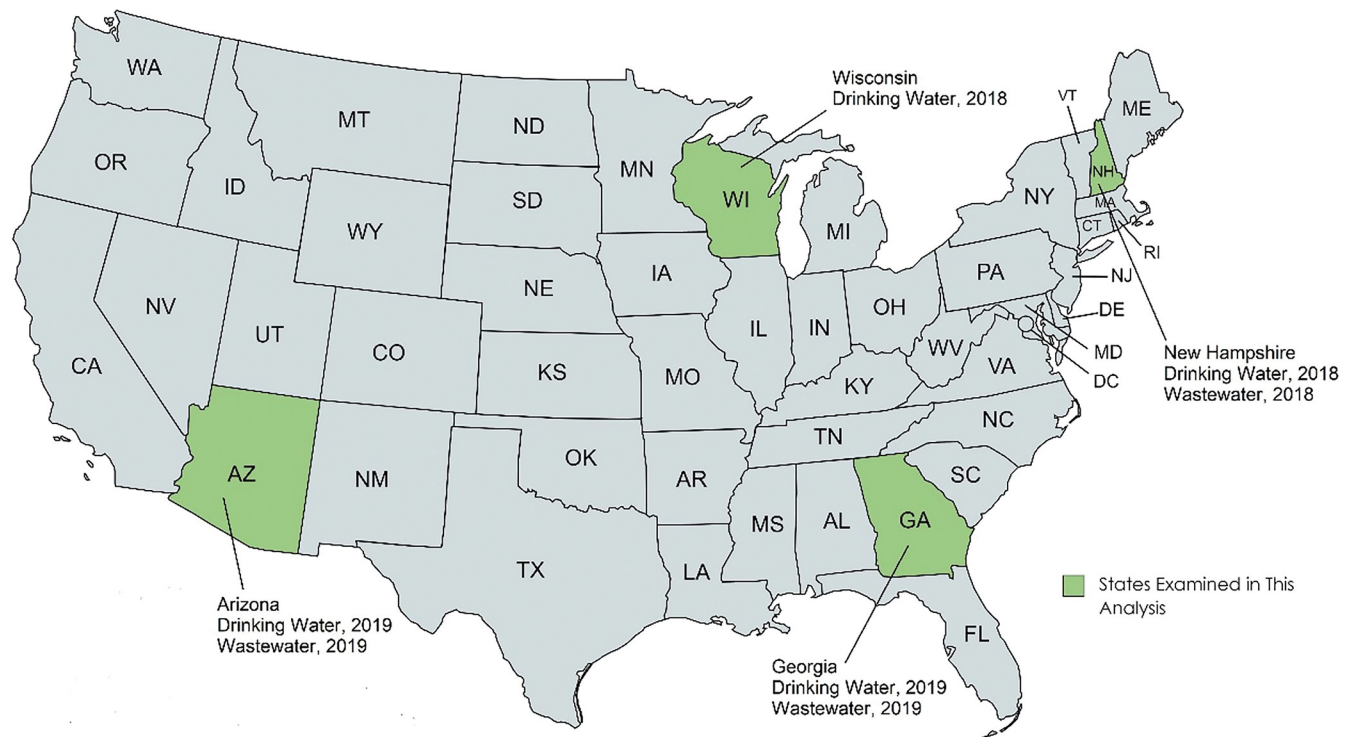 WA
MT
ND
MN
OR
ID
SD
WY
WI
MI
NY
VT
ME
NH
MA
CT
RI
NJ
PA
DE
MD
DC
NV
UT
CA
CO
NE
IA
IL
IN
OH
WV
VA
KS
MO
KY
NC
TN
SC
AZ
NM
OK
AR
MS
AL
GA
TX
LA
FL
Wisconsin
Drinking Water, 2018
New Hampshire
Drinking Water, 2018
Wastewater, 2018
Arizona
Drinking Water, 2019
Wastewater, 2019
Georgia
Drinking Water, 2019
Wastewater, 2019
States Examined in This
Analysis